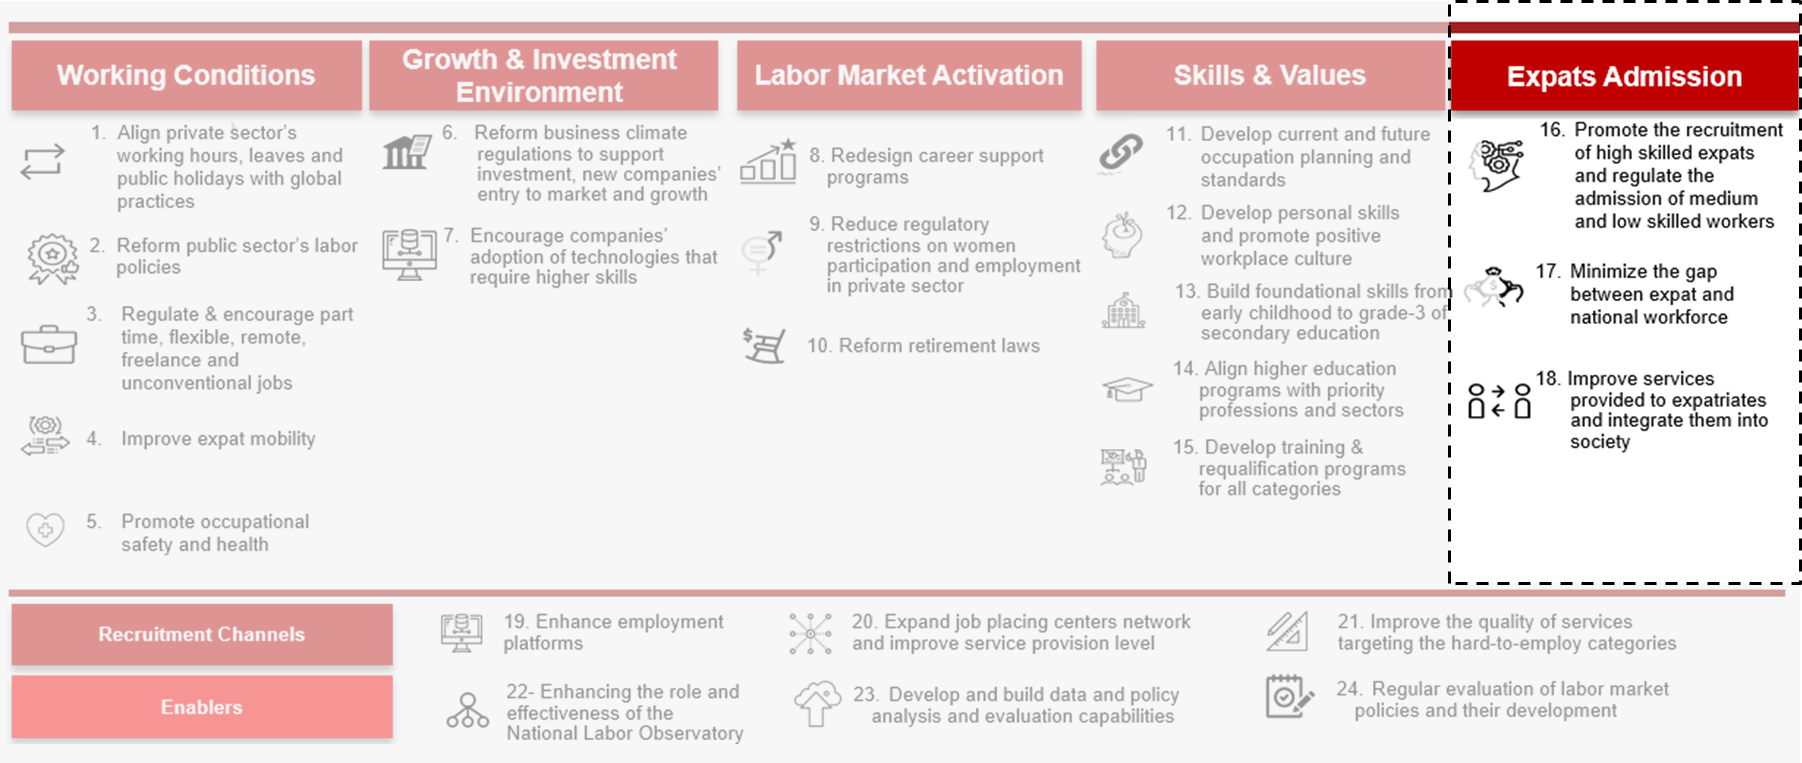 Working Conditions
1. Align private sector's
working hours, leaves and
public holidays with global
practices
2. Reform public sector's labor
policies
3. Regulate & encourage part
time, flexible, remote,
freelance and
unconventional jobs
4. Improve expat mobility
5. Promote occupational
safety and health
Growth & Investment
Environment
6. Reform business climate
regulations to support
investment, new companies'
entry to market and growth
7. Encourage companies'
adoption of technologies that
require higher skills
Labor Market Activation
8. Redesign career support
programs
9. Reduce regulatory
restrictions on women
participation and employment
in private sector
10. Reform retirement laws
Skills & Values
11. Develop current and future
occupation planning and
standards
12. Develop personal skills
and promote positive
workplace culture
13. Build foundational skills from
early childhood to grade-3 of
secondary education
14. Align higher education
programs with priority
professions and sectors
15. Develop training &
requalification programs
for all categories
Expats Admission
16. Promote the recruitment
of high skilled expats
and regulate the
admission of medium
and low skilled workers
17. Minimize the gap
between expat and
national workforce
18. Improve services
provided to expatriates
and integrate them into
society
Recruitment Channels
19. Enhance employment
platforms
20. Expand job placing centers network
and improve service provision level
21. Improve the quality of services
targeting the hard-to-employ categories
Enablers
22- Enhancing the role and
effectiveness of the
National Labor Observatory
23. Develop and build data and policy
analysis and evaluation capabilities
24. Regular evaluation of labor market
policies and their development